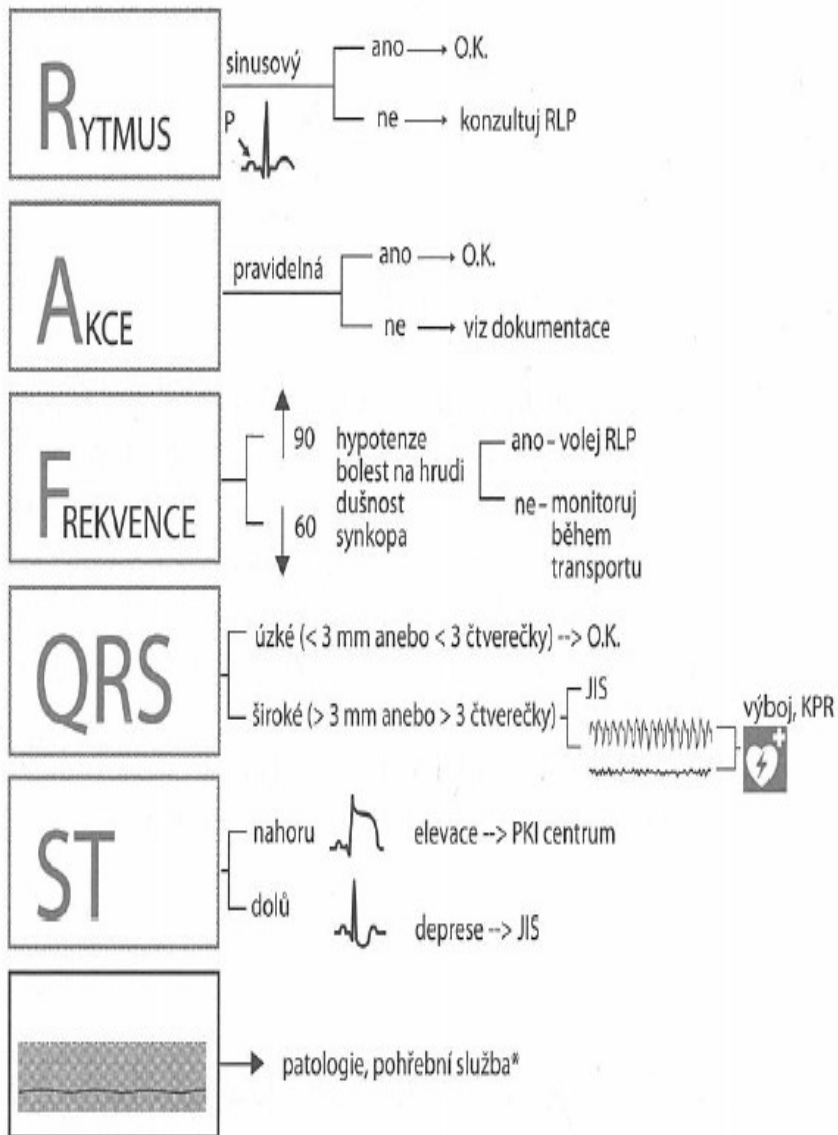 RYTMUS
sinusový
P
ano → O.K.
ne → konzultuj RLP
AKCE
pravidelná
ano → O.K.
ne → viz dokumentace
FREKVENCE
90
60
hypotenze
bolest na hrudi
dušnost
synkopa
ano – volej RLP
ne – monitoruj
během
transportu
QRS
úzké (< 3 mm anebo < 3 čtverečky) --> O.K.
široké (> 3 mm anebo > 3 čtverečky)
JIS
výboj, KPR
ST
nahoru
elevace --> PKI centrum
dolů
deprese --> JIS
patologie, pohřební služba*